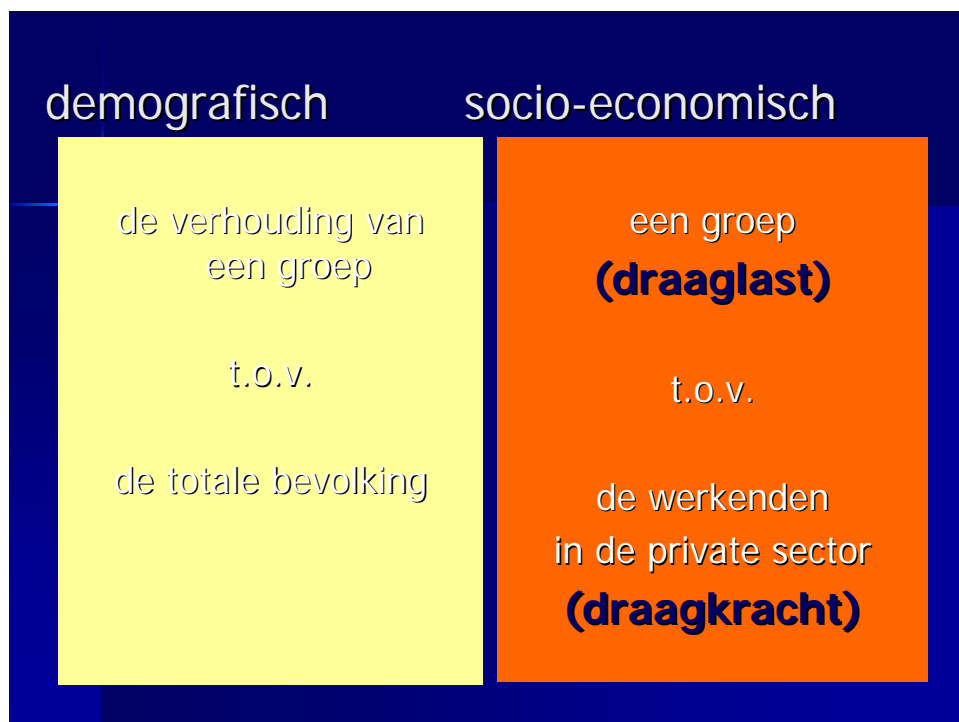 demografisch
socio-economisch
de verhouding van
een groep
t.o.v.
de totale bevolking
een groep
(draaglast)
t.o.v.
de werkenden
in de private sector
(draagkracht)